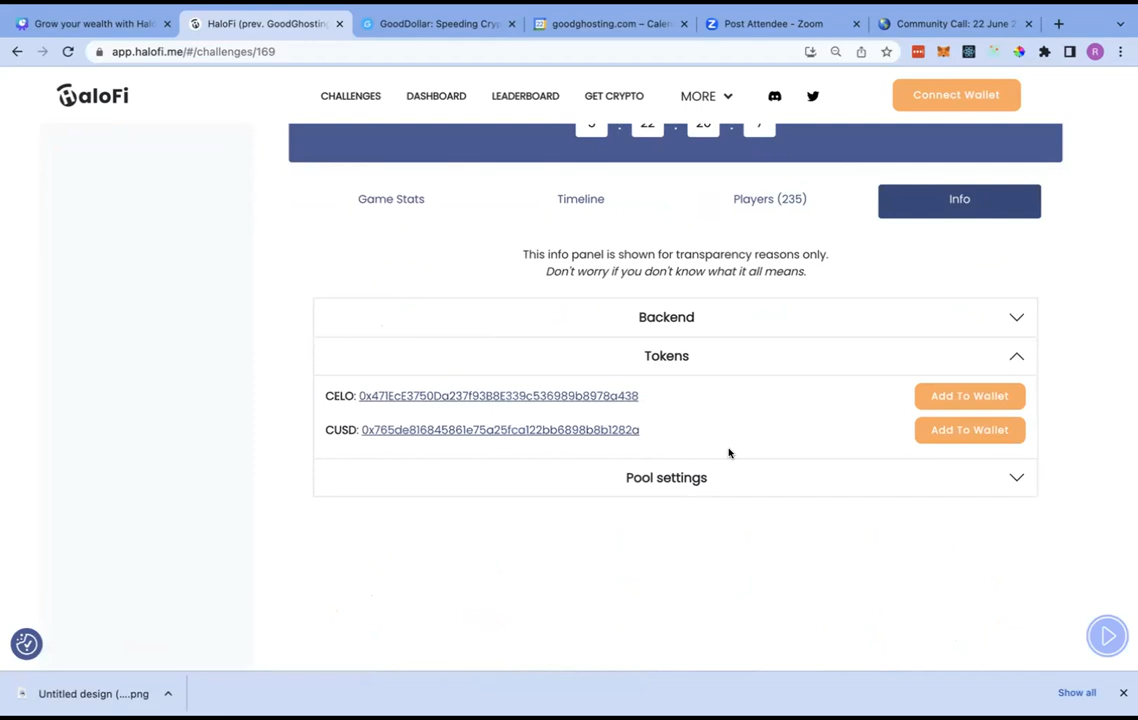 Grow your wealth with Hal
HaloFi (prev. GoodGhostin
GoodDollar: Speeding Cryp
goodghosting.com – Calen
Post Attendee - Zoom
Community Call: 22 June 2
app.halofi.me/#/challenges/169
R
HaloFi
CHALLENGES
DASHBOARD
LEADERBOARD
GET CRYPTO
MORE
Connect Wallet
Game Stats
Timeline
Players (235)
Info
This info panel is shown for transparency reasons only.
Don't worry if you don't know what it all means.
Backend
Tokens
CELO: 0x471EcE3750Da237f93B8E339c536989b8978a438
Add To Wallet
CUSD: 0x765de816845861e75a25fca122bb6898b8b1282a
Add To Wallet
Pool settings
Untitled design (....png
Show all